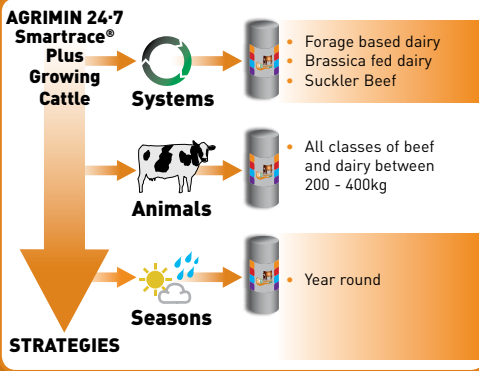 AGRIMIN 24·7
Smartrace®
Plus
Growing
Cattle
Systems
• Forage based dairy
• Brassica fed dairy
• Suckler Beef
Animals
• All classes of beef
and dairy between
200 - 400kg
Seasons
• Year round
STRATEGIES